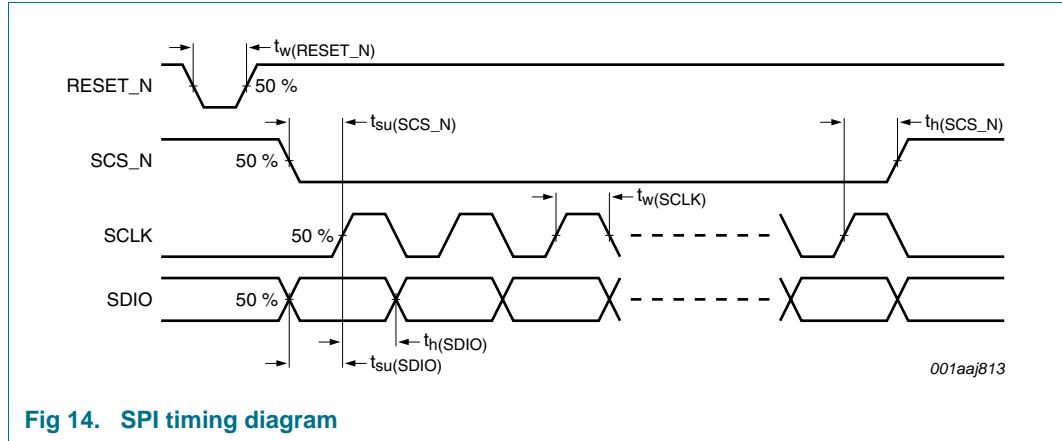 tw(RESET_N)
RESET_N
50 %
tsu(SCS_N)
th(SCS_N)
SCS_N
50 %
tw(SCLK)
SCLK
50 %
SDIO
50 %
th(SDIO)
tsu(SDIO)
001aaj813
Fig 14. SPI timing diagram